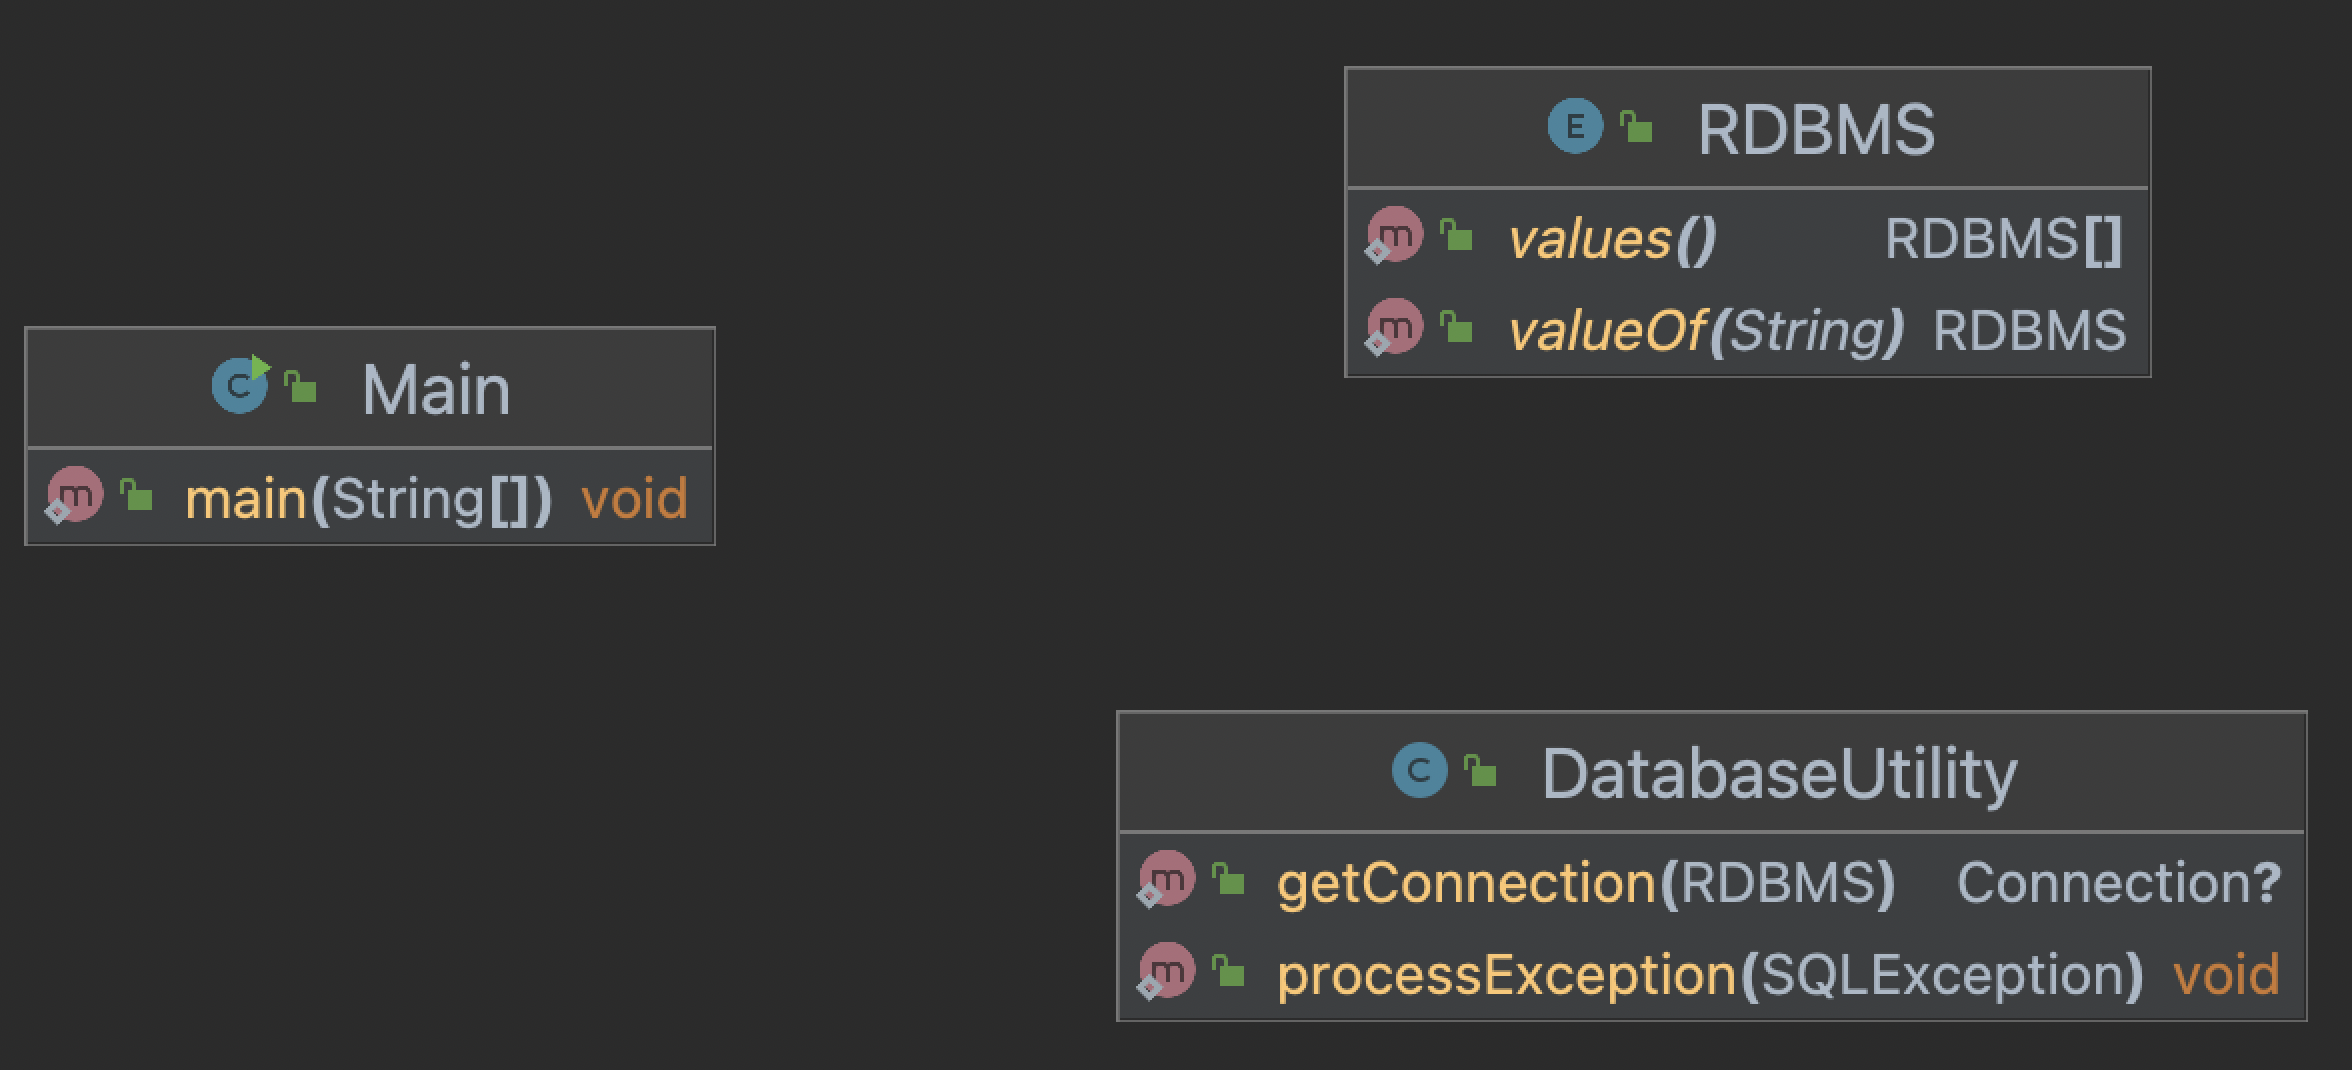 E RDBMS
m values() RDBMS[]
m valueOf(String) RDBMS
C Main
m main(String[]) void
C DatabaseUtility
m getConnection(RDBMS) Connection?
m processException(SQLException) void